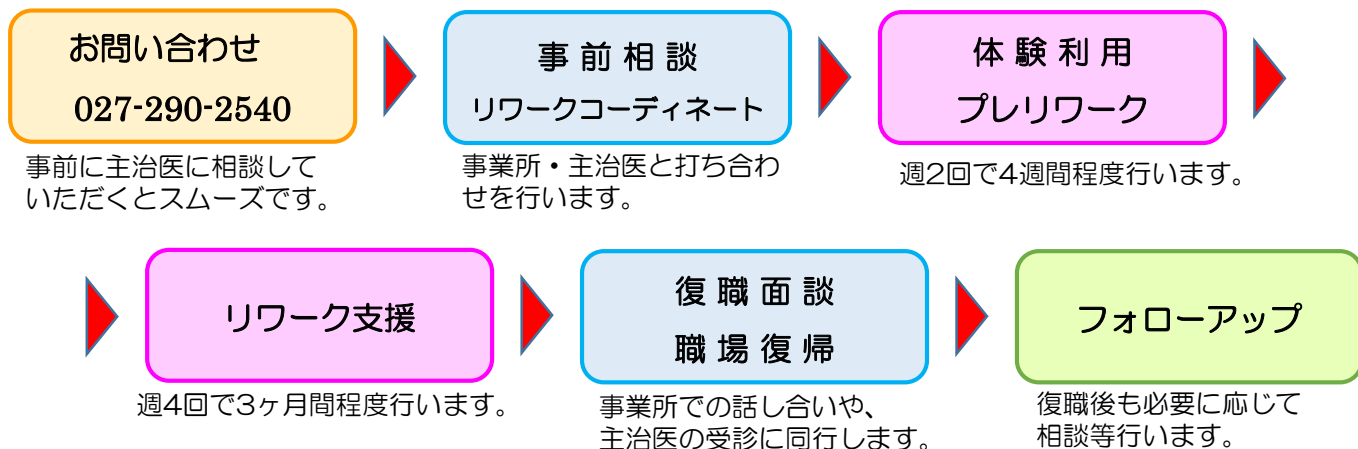 お問い合わせ
027-290-2540
事前に主治医に相談して
いただくとスムーズです。
事前相談
リワークコーディネート
事業所・主治医と打ち合わ
せを行います。
体験利用
プレリワーク
週2回で4週間程度行います。
リワーク支援
週4回で3ヶ月間程度行います。
復職面談
職場復帰
事業所での話し合いや、
主治医の受診に同行します。
フォローアップ
復職後も必要に応じて
相談等行います。